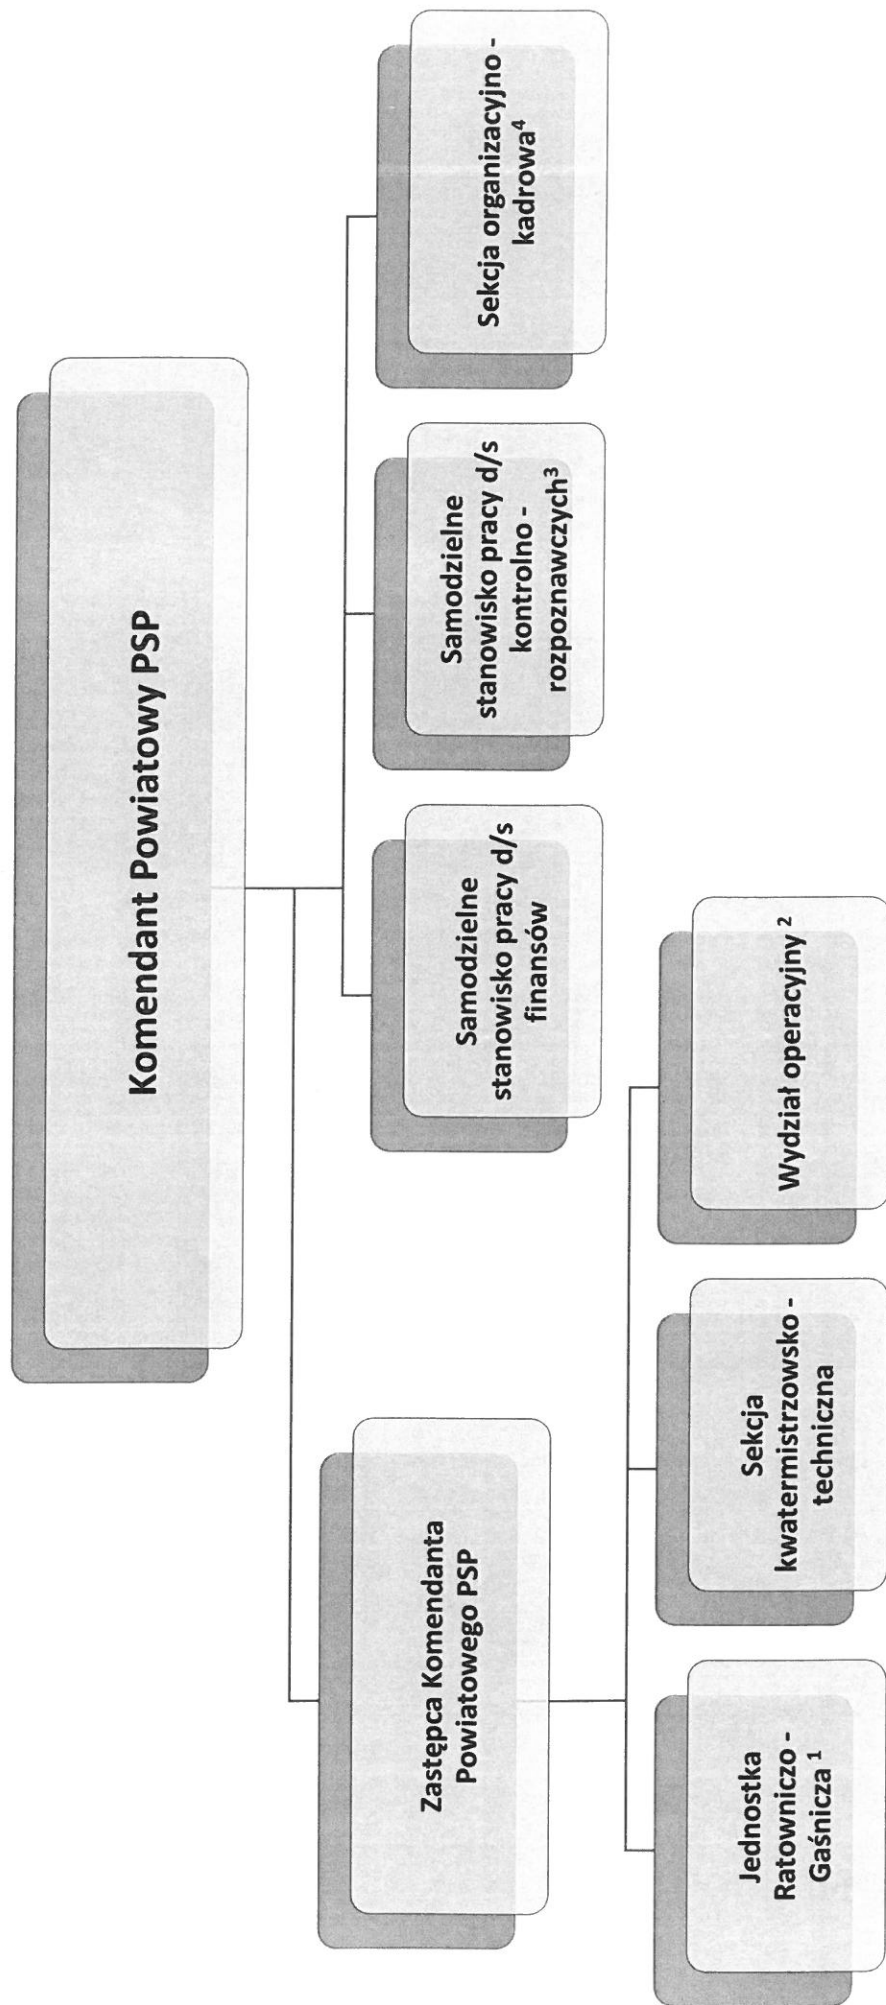 Komendant Powiatowy PSP
Zastępca Komendanta
Powiatowego PSP
Samodzielne
stanowisko pracy d/s
finansów
Samodzielne
stanowisko pracy d/s
kontrolno -
rozpoznawczych³
Sekcja organizacyjno -
kadrowa⁴
Jednostka
Ratowniczo -
Gaśnicza ¹
Sekcja
kwatermistrzowsko -
techniczna
Wydział operacyjny ²